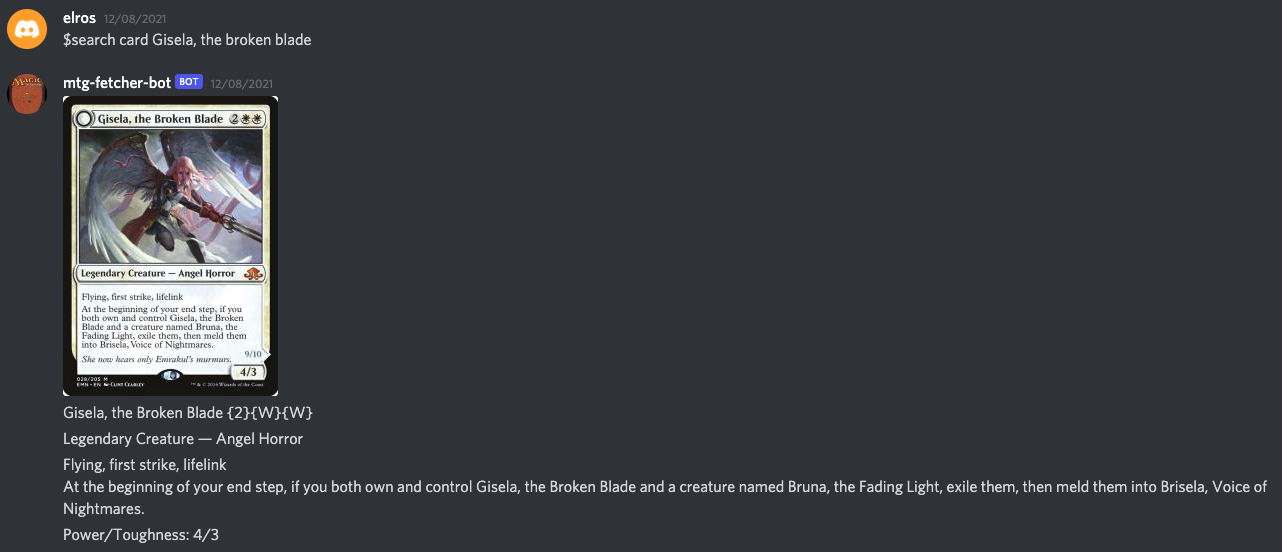 elros 12/08/2021
$search card Gisela, the broken blade
MAGIC
mtg-fetcher-bot BOT 12/08/2021
Gisela, the Broken Blade 2
Legendary Creature — Angel Horror
Flying, first strike, lifelink
At the beginning of your end step, if you
both own and control Gisela, the Broken
Blade and a creature named Bruna, the
Fading Light, exile them, then meld them
into Brisela, Voice of Nightmares.
She now hears only Emrakul's murmurs.
9/10
4/3
028/205 M
EMN • EN Clint Cearley
™ & © 2016 Wizards of the Coast
Gisela, the Broken Blade {2}{W}{W}
Legendary Creature — Angel Horror
Flying, first strike, lifelink
At the beginning of your end step, if you both own and control Gisela, the Broken Blade and a creature named Bruna, the Fading Light, exile them, then meld them into Brisela, Voice of
Nightmares.
Power/Toughness: 4/3